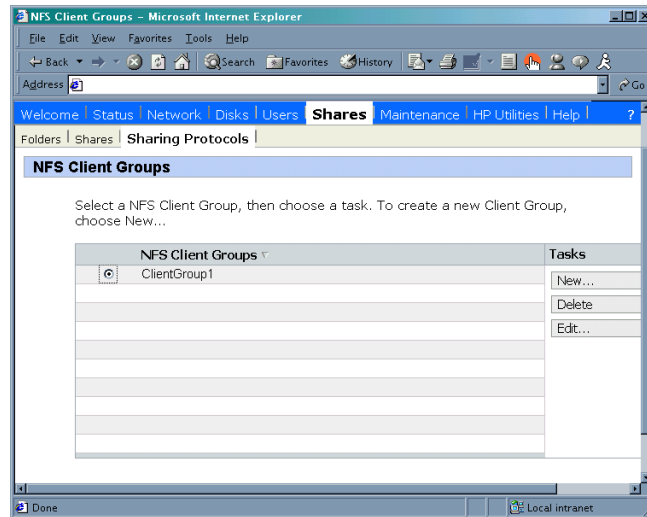 NFS Client Groups - Microsoft Internet Explorer
File Edit View Favorites Tools Help
Back Search Favorites History
Address Go
Welcome Status Network Disks Users Shares Maintenance HP Utilities Help ?
Folders Shares Sharing Protocols
NFS Client Groups
Select a NFS Client Group, then choose a task. To create a new Client Group,
choose New...
NFS Client Groups Tasks
ClientGroup1
New...
Delete
Edit...
Done Local intranet